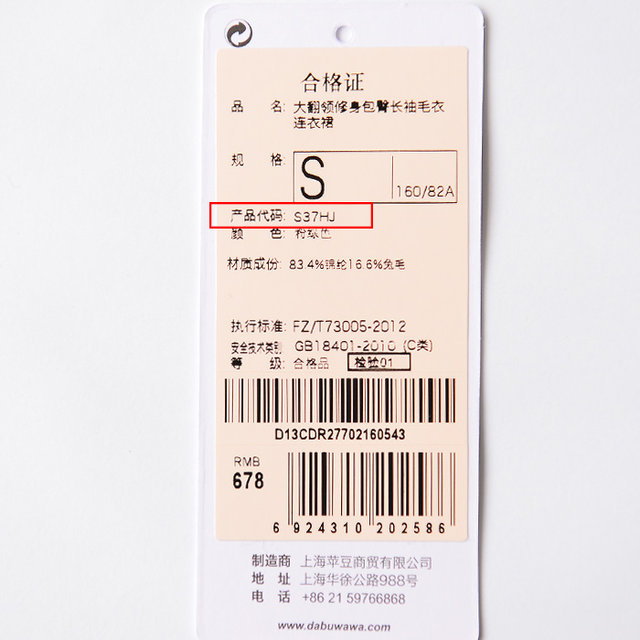 合格证
品 名: 大翻领修身包臀长袖毛衣
连衣裙
规 格:
S
160/82A
产品代码: S37HJ
颜 色: 粉综色
材质成份: 83.4%锦纶16.6%兔毛
执行标准: FZ/T73005-2012
安全技术类别 GB18401-2010 (C类)
等 级: 合格品 检验01
D13CDR27702160543
RMB
678
6 924310 202586
制造商 上海苹豆商贸有限公司
地 址 上海华徐公路988号
电 话 +86 21 59766868
www.dabuwawa.com